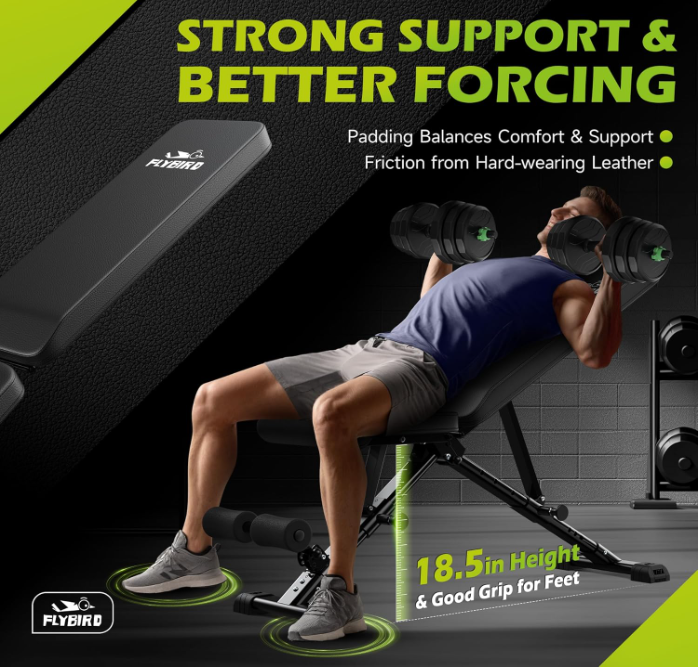 STRONG SUPPORT &
BETTER FORCING
Padding Balances Comfort & Support
Friction from Hard-wearing Leather
FLYBIRD
18.5in Height
& Good Grip for Feet
FLYBIRD